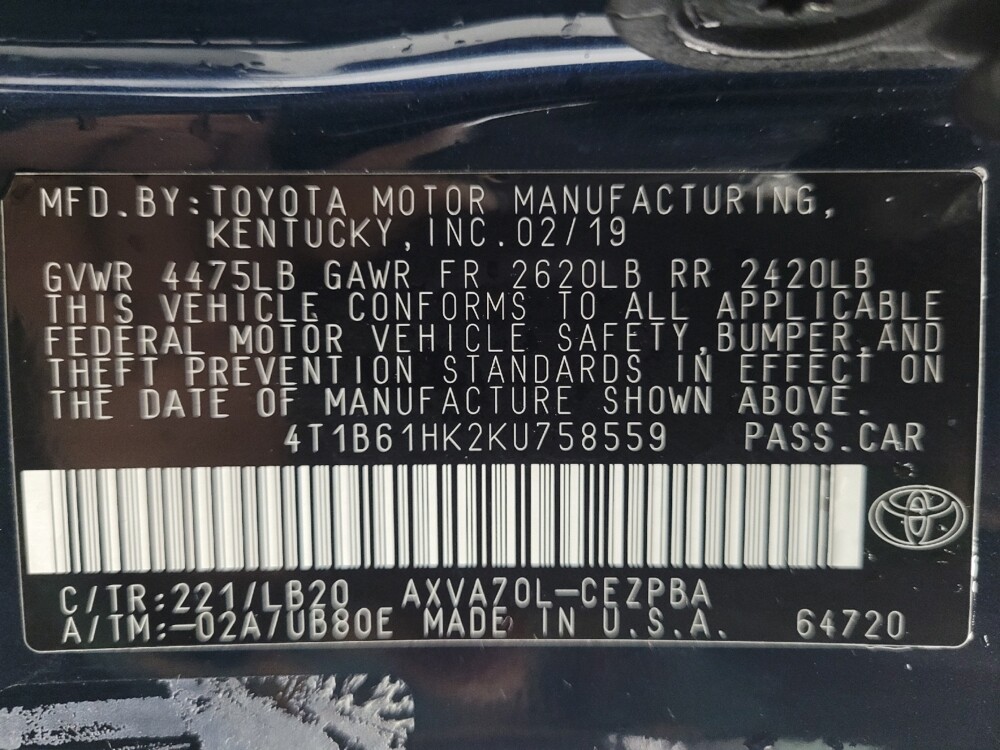 MFD.BY:TOYOTA MOTOR MANUFACTURING,
KENTUCKY,INC.02/19
GVWR 4475LB GAWR FR 2620LB RR 2420LB
THIS VEHICLE CONFORMS TO ALL APPLICABLE
FEDERAL MOTOR VEHICLE SAFETY,BUMPER,AND
THEFT PREVENTION STANDARDS IN EFFECT ON
THE DATE OF MANUFACTURE SHOWN ABOVE.
4T1B61HK2KU758559 PASS.CAR
C/TR:221/LB20 AXVA70L-CEZPBA
A/TM:-02A/UB80E MADE IN U.S.A. 64720